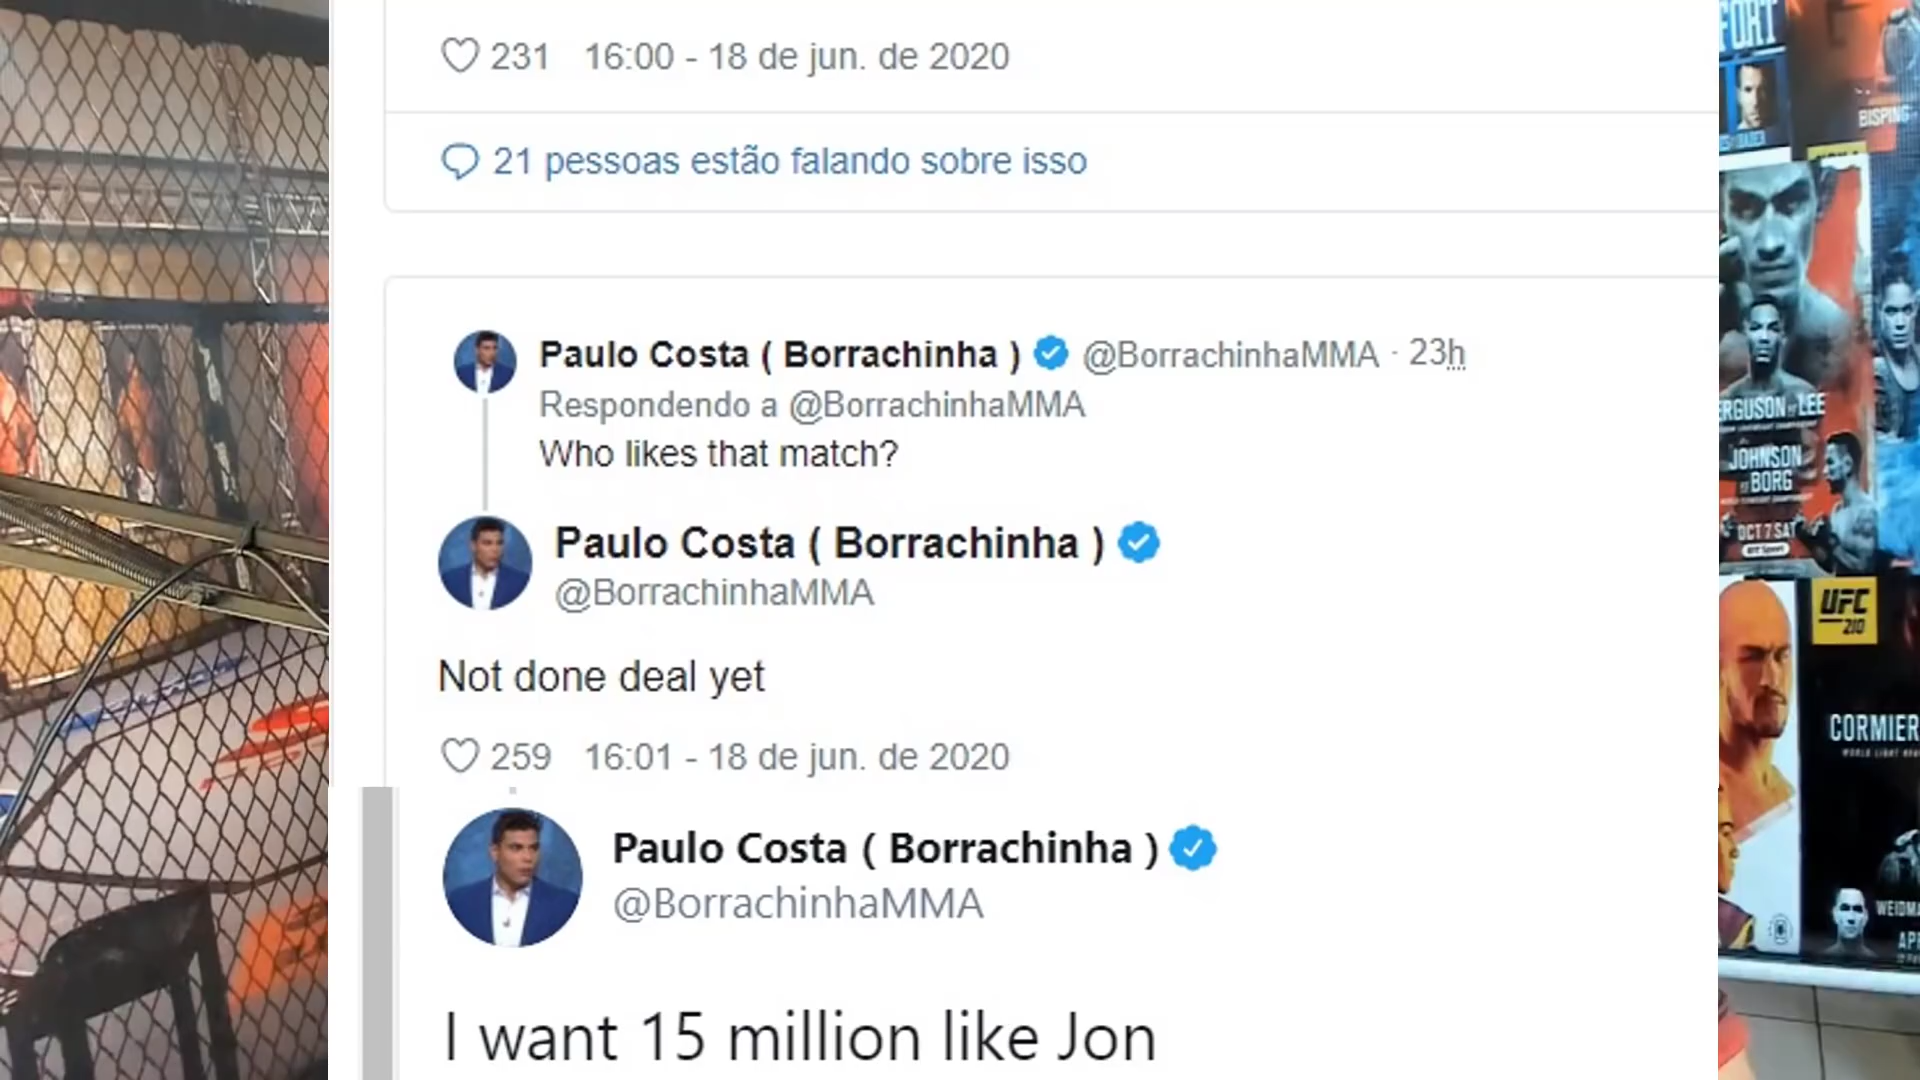 231 16:00 - 18 de jun. de 2020
21 pessoas estão falando sobre isso
Paulo Costa ( Borrachinha ) @BorrachinhaMMA · 23h
Respondendo a @BorrachinhaMMA
Who likes that match?
Paulo Costa ( Borrachinha )
@BorrachinhaMMA
Not done deal yet
259 16:01 - 18 de jun. de 2020
Paulo Costa ( Borrachinha )
@BorrachinhaMMA
I want 15 million like Jon
BISPING
LEE
JOHNSON
BORG
OCT 7 SAT
UFC
210
CORMIER